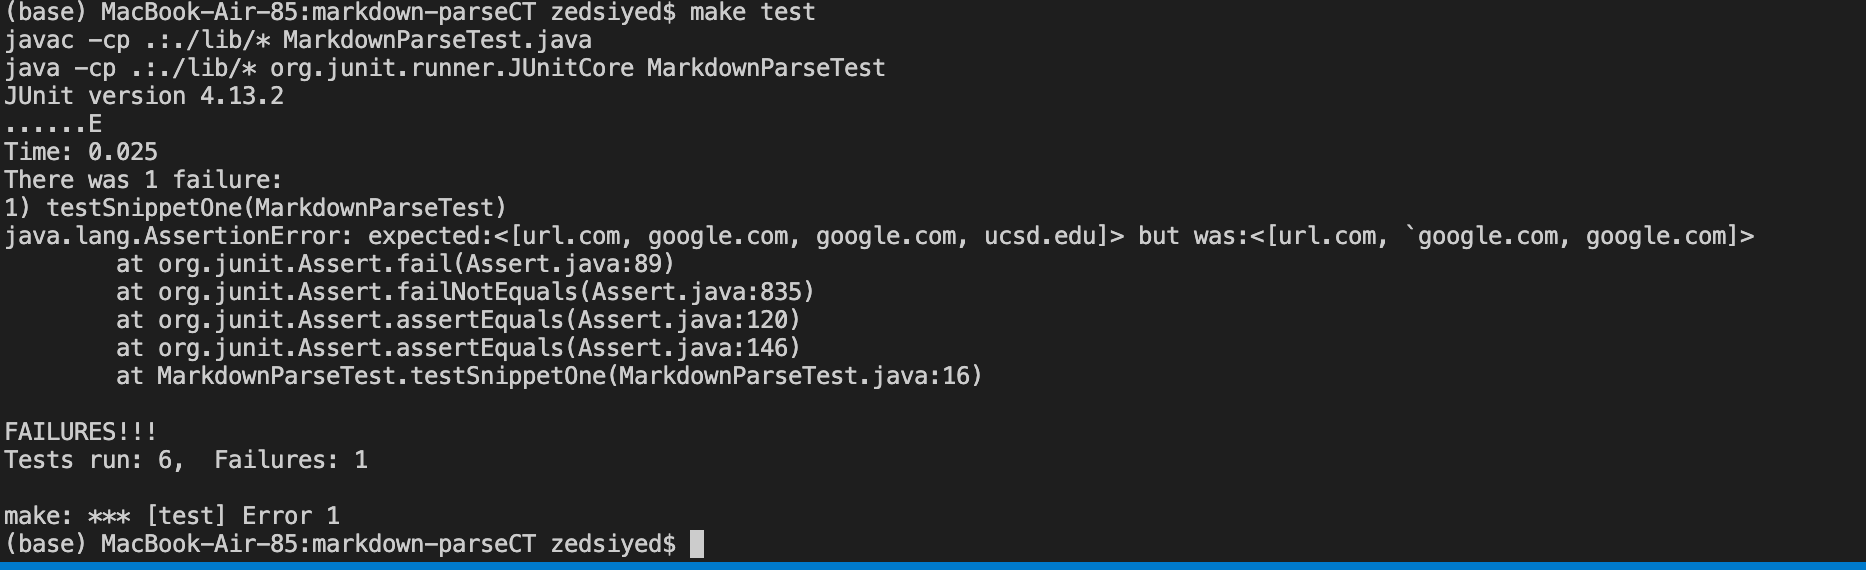 (base) MacBook-Air-85:markdown-parseCT zedsiyed$ make test
javac -cp .:./lib/* MarkdownParseTest.java
java -cp .:./lib/* org.junit.runner.JUnitCore MarkdownParseTest
JUnit version 4.13.2
......E
Time: 0.025
There was 1 failure:
1) testSnippetOne(MarkdownParseTest)
java.lang.AssertionError: expected:<[url.com, google.com, google.com, ucsd.edu]> but was:<[url.com, `google.com, google.com]>
        at org.junit.Assert.fail(Assert.java:89)
        at org.junit.Assert.failNotEquals(Assert.java:835)
        at org.junit.Assert.assertEquals(Assert.java:120)
        at org.junit.Assert.assertEquals(Assert.java:146)
        at MarkdownParseTest.testSnippetOne(MarkdownParseTest.java:16)

FAILURES!!!
Tests run: 6,  Failures: 1

make: *** [test] Error 1
(base) MacBook-Air-85:markdown-parseCT zedsiyed$